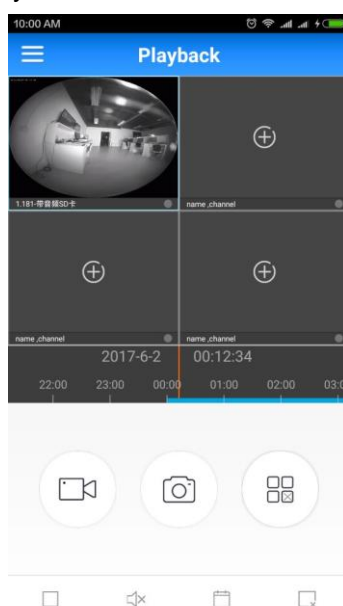 10:00 AM
Playback
1.181-带音频SD卡
name ,channel
name ,channel
name ,channel
2017-6-2 00:12:34
22:00 23:00 00:00 01:00 02:00 03:0